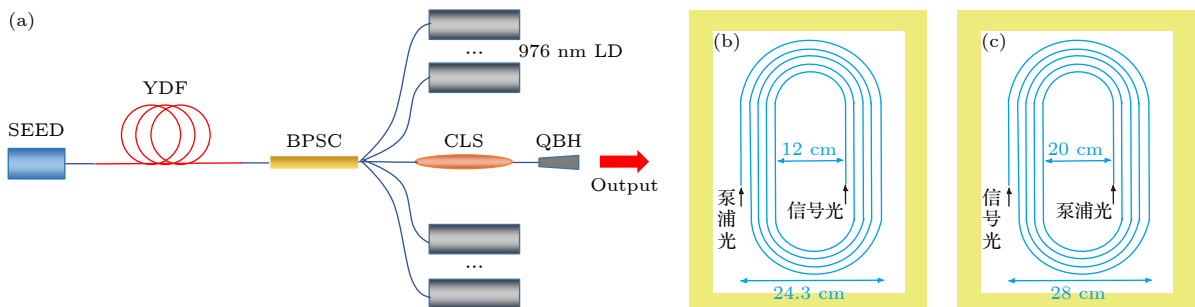 (a)
SEED
YDF
BPSC
976 nm LD
...
CLS
QBH
Output
...
(b)
12 cm
泵浦光
信号光
24.3 cm
(c)
20 cm
信号光
泵浦光
28 cm